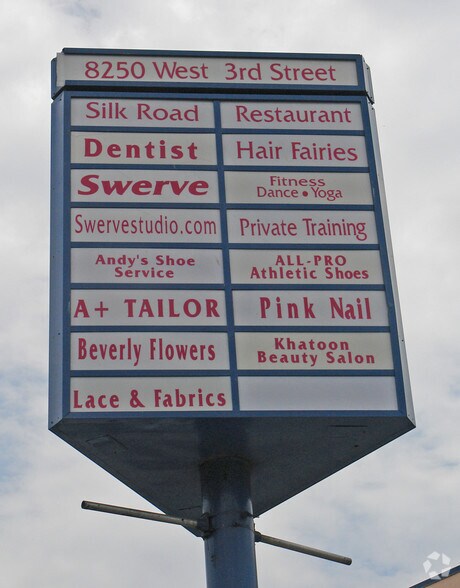 8250 West 3rd Street
Silk Road Restaurant
Dentist Hair Fairies
Swerve
Fitness
Dance • Yoga
Swervestudio.com Private Training
Andy's Shoe
Service
ALL-PRO
Athletic Shoes
A+ TAILOR Pink Nail
Beverly Flowers
Khatoon
Beauty Salon
Lace & Fabrics